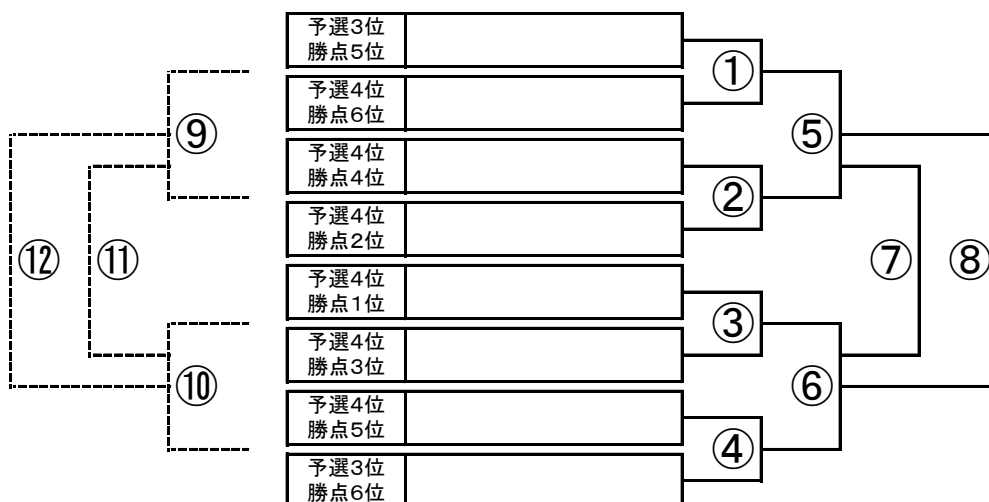 予選3位
勝点5位
①
予選4位
勝点6位
⑨
⑤
予選4位
勝点4位
②
予選4位
勝点2位
⑫
⑪
⑦
⑧
予選4位
勝点1位
③
予選4位
勝点3位
⑩
⑥
予選4位
勝点5位
④
予選3位
勝点6位